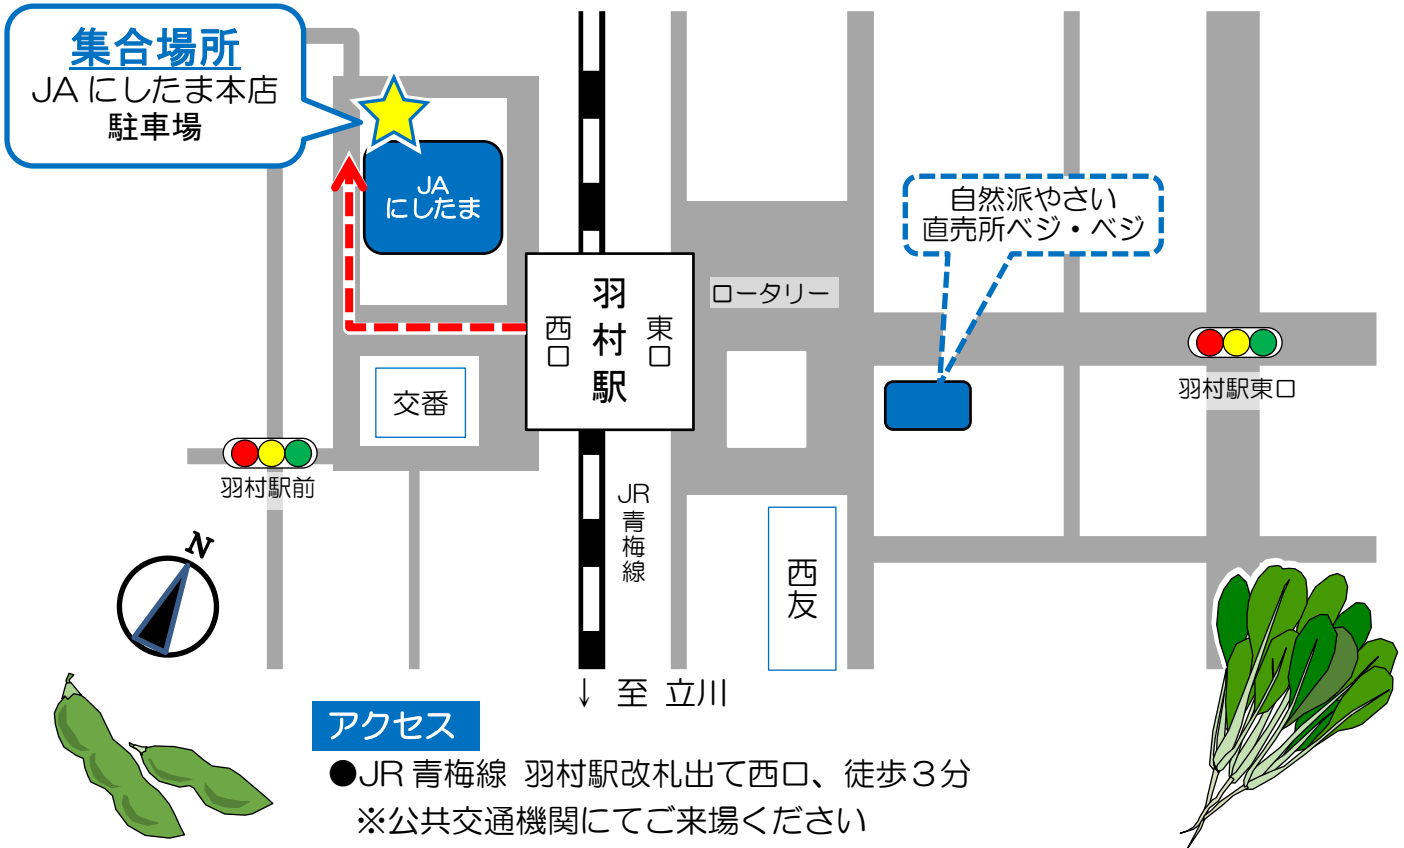 集合場所
JA にしたま本店
駐車場
JA
にしたま
自然派やさい
直売所ベジ・ベジ
羽村駅
西口
東口
ロータリー
交番
羽村駅東口
羽村駅前
JR青梅線
西友
N
↓ 至 立川
アクセス
●JR 青梅線 羽村駅改札出て西口、徒歩３分
※公共交通機関にてご来場ください